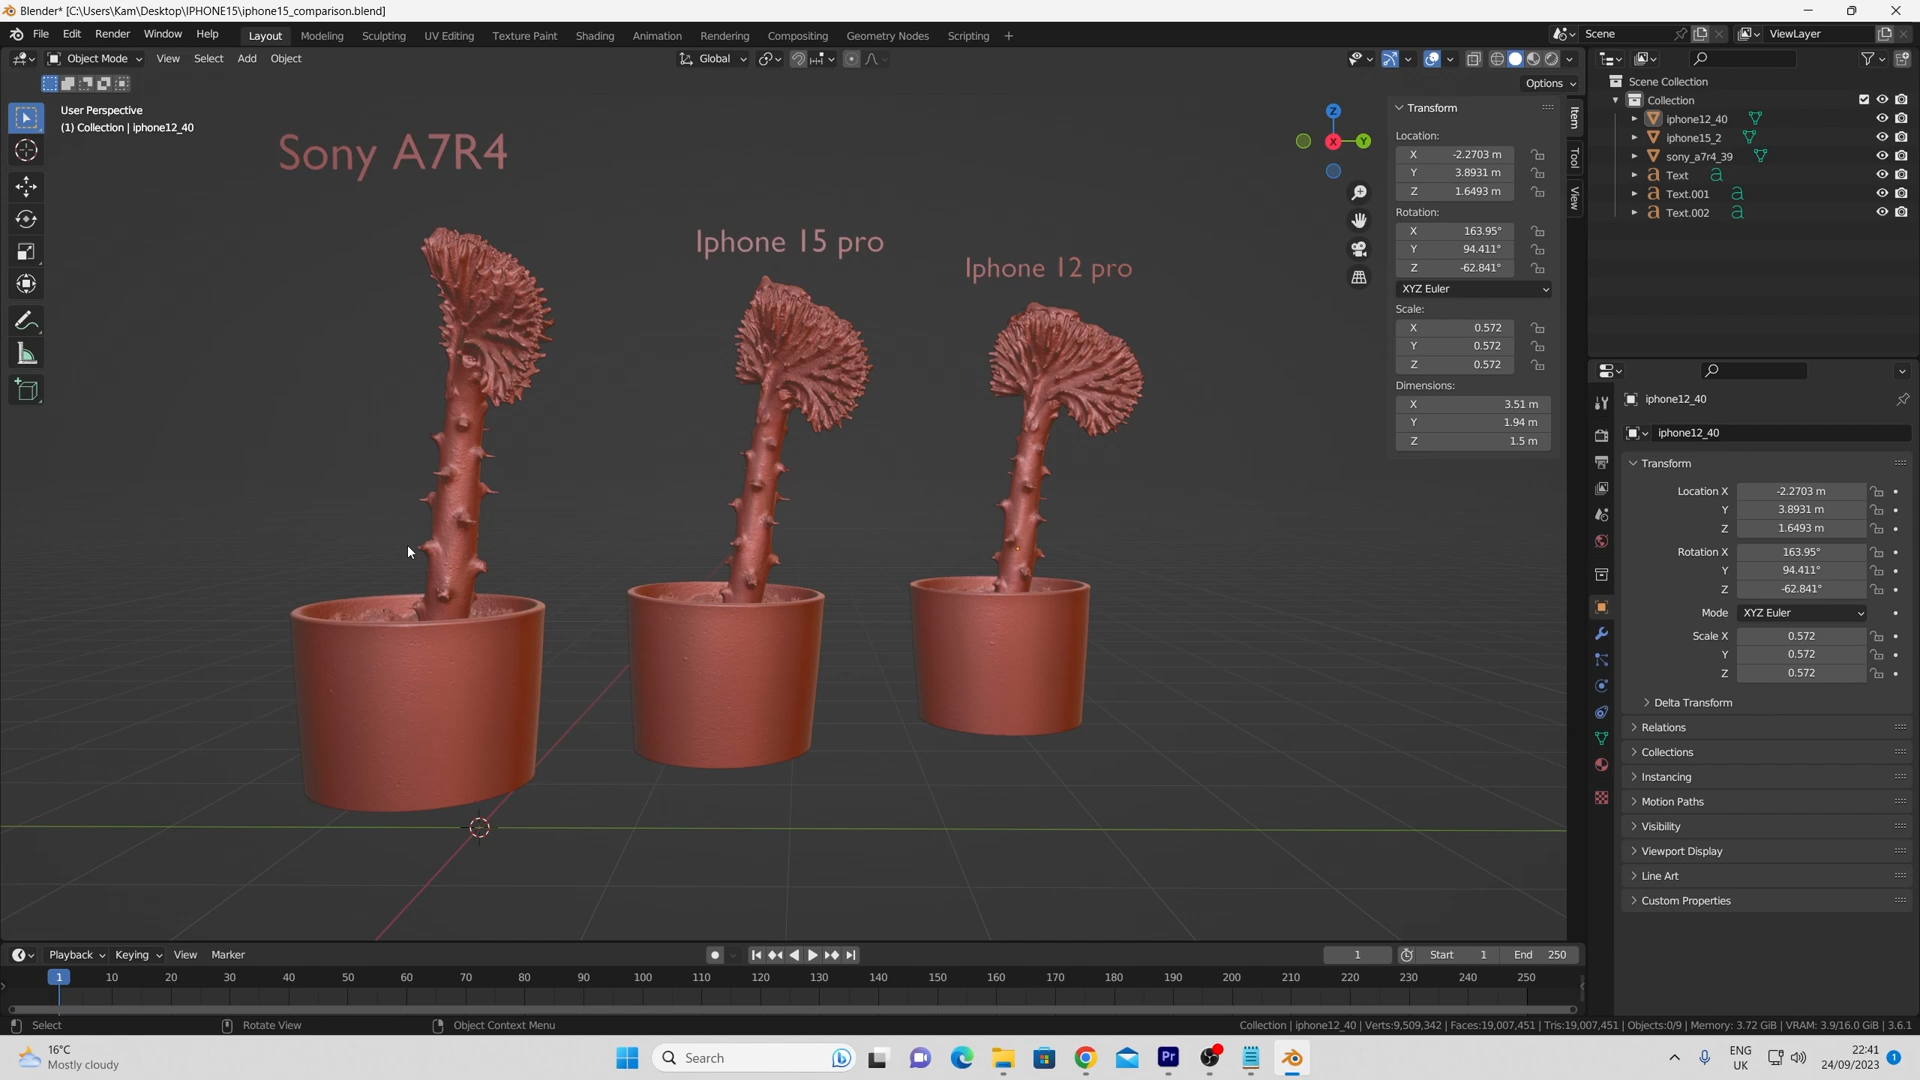 Blender* [C:\Users\Kam\Desktop\IPHONE15\iphone15_comparison.blend]
File Edit Render Window Help Layout Modeling Sculpting UV Editing Texture Paint Shading Animation Rendering Compositing Geometry Nodes Scripting + Scene ViewLayer
Object Mode View Select Add Object Global
Options
User Perspective
(1) Collection | iphone12_40
Sony A7R4
Iphone 15 pro
Iphone 12 pro
Z
Y
X
Transform
Location:
X -2.2703 m
Y 3.8931 m
Z 1.6493 m
Rotation:
X 163.95°
Y 94.411°
Z -62.841°
XYZ Euler
Scale:
X 0.572
Y 0.572
Z 0.572
Dimensions:
X 3.51 m
Y 1.94 m
Z 1.5 m
Item
Tool
View
Scene Collection
Collection
iphone12_40
iphone15_2
sony_a7r4_39
Text
Text.001
Text.002
iphone12_40
iphone12_40
Transform
Location X -2.2703 m
Y 3.8931 m
Z 1.6493 m
Rotation X 163.95°
Y 94.411°
Z -62.841°
Mode XYZ Euler
Scale X 0.572
Y 0.572
Z 0.572
Delta Transform
Relations
Collections
Instancing
Motion Paths
Visibility
Viewport Display
Line Art
Custom Properties
Playback Keying View Marker 1 Start 1 End 250
1 10 20 30 40 50 60 70 80 90 100 110 120 130 140 150 160 170 180 190 200 210 220 230 240 250
Select Rotate View Object Context Menu Collection | iphone12_40 | Verts:9,509,342 | Faces:19,007,451 | Tris:19,007,451 | Objects:0/9 | Memory: 3.72 GiB | VRAM: 3.9/16.0 GiB | 3.6.1
16°C
Mostly cloudy
Search
Pr
ENG
UK
22:41
24/09/2023
1